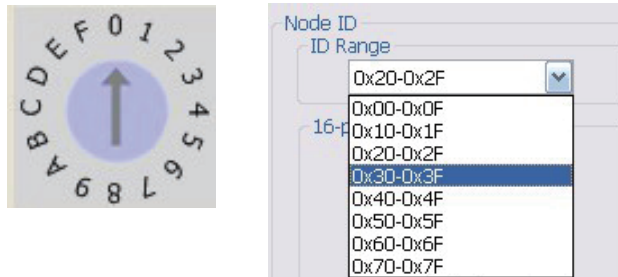 0 1 2 3 4 5 6 7 8 9 A B C D E F
Node ID
ID Range
0x20-0x2F
0x00-0x0F
16-p
0x10-0x1F
0x20-0x2F
0x30-0x3F
0x40-0x4F
0x50-0x5F
0x60-0x6F
0x70-0x7F